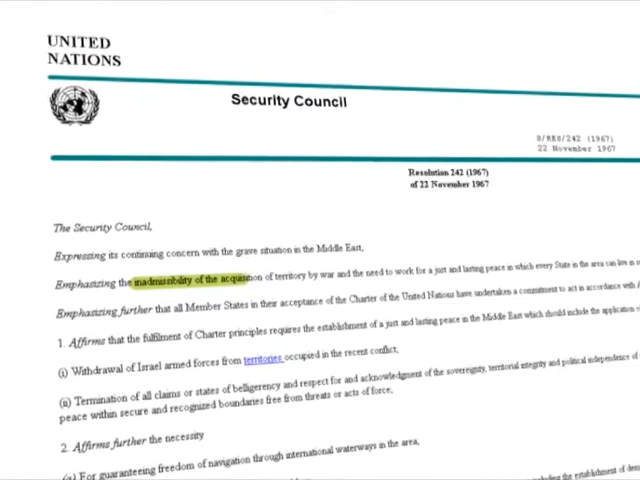 UNITED
NATIONS
Security Council
S/RES/242 (1967)
22 November 1967
Resolution 242 (1967)
of 22 November 1967
The Security Council,
Expressing its continuing concern with the grave situation in the Middle East,
Emphasizing the inadmissibility of the acquisition of territory by war and the need to work for a just and lasting peace in which every State in the area can live in
Emphasizing further that all Member States in their acceptance of the Charter of the United Nations have undertaken a commitment to act in accordance with
1. Affirms that the fulfilment of Charter principles requires the establishment of a just and lasting peace in the Middle East which should include the application
(i) Withdrawal of Israel armed forces from territories occupied in the recent conflict;
(ii) Termination of all claims or states of belligerency and respect for and acknowledgment of the sovereignty, territorial integrity and political independence of
peace within secure and recognized boundaries free from threats or acts of force;
2. Affirms further the necessity
(a) For guaranteeing freedom of navigation through international waterways in the area;